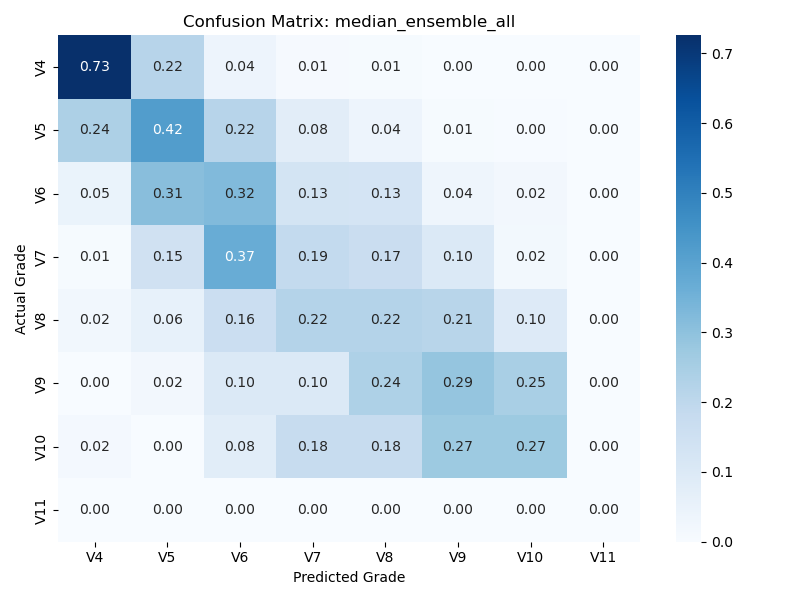 Confusion Matrix: median_ensemble_all
V4 0.73 0.22 0.04 0.01 0.01 0.00 0.00 0.00
V5 0.24 0.42 0.22 0.08 0.04 0.01 0.00 0.00
V6 0.05 0.31 0.32 0.13 0.13 0.04 0.02 0.00
V7 0.01 0.15 0.37 0.19 0.17 0.10 0.02 0.00
V8 0.02 0.06 0.16 0.22 0.22 0.21 0.10 0.00
V9 0.00 0.02 0.10 0.10 0.24 0.29 0.25 0.00
V10 0.02 0.00 0.08 0.18 0.18 0.27 0.27 0.00
V11 0.00 0.00 0.00 0.00 0.00 0.00 0.00 0.00
V4 V5 V6 V7 V8 V9 V10 V11
Predicted Grade
Actual Grade
0.7
0.6
0.5
0.4
0.3
0.2
0.1
0.0